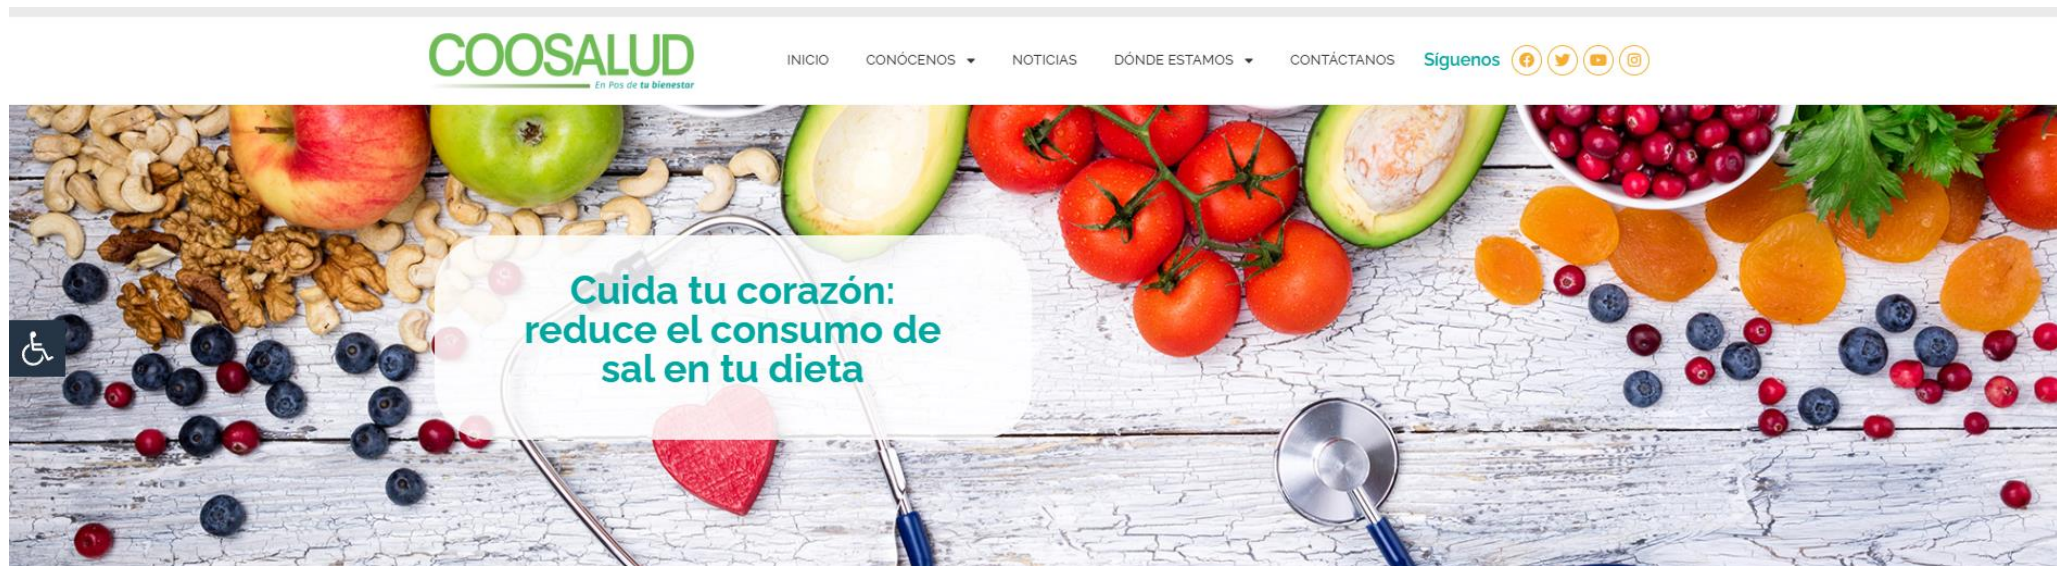 COOSALUD
En Pos de tu bienestar
INICIO
CONÓCENOS
NOTICIAS
DÓNDE ESTAMOS
CONTÁCTANOS
Síguenos
Cuida tu corazón:
reduce el consumo de
sal en tu dieta